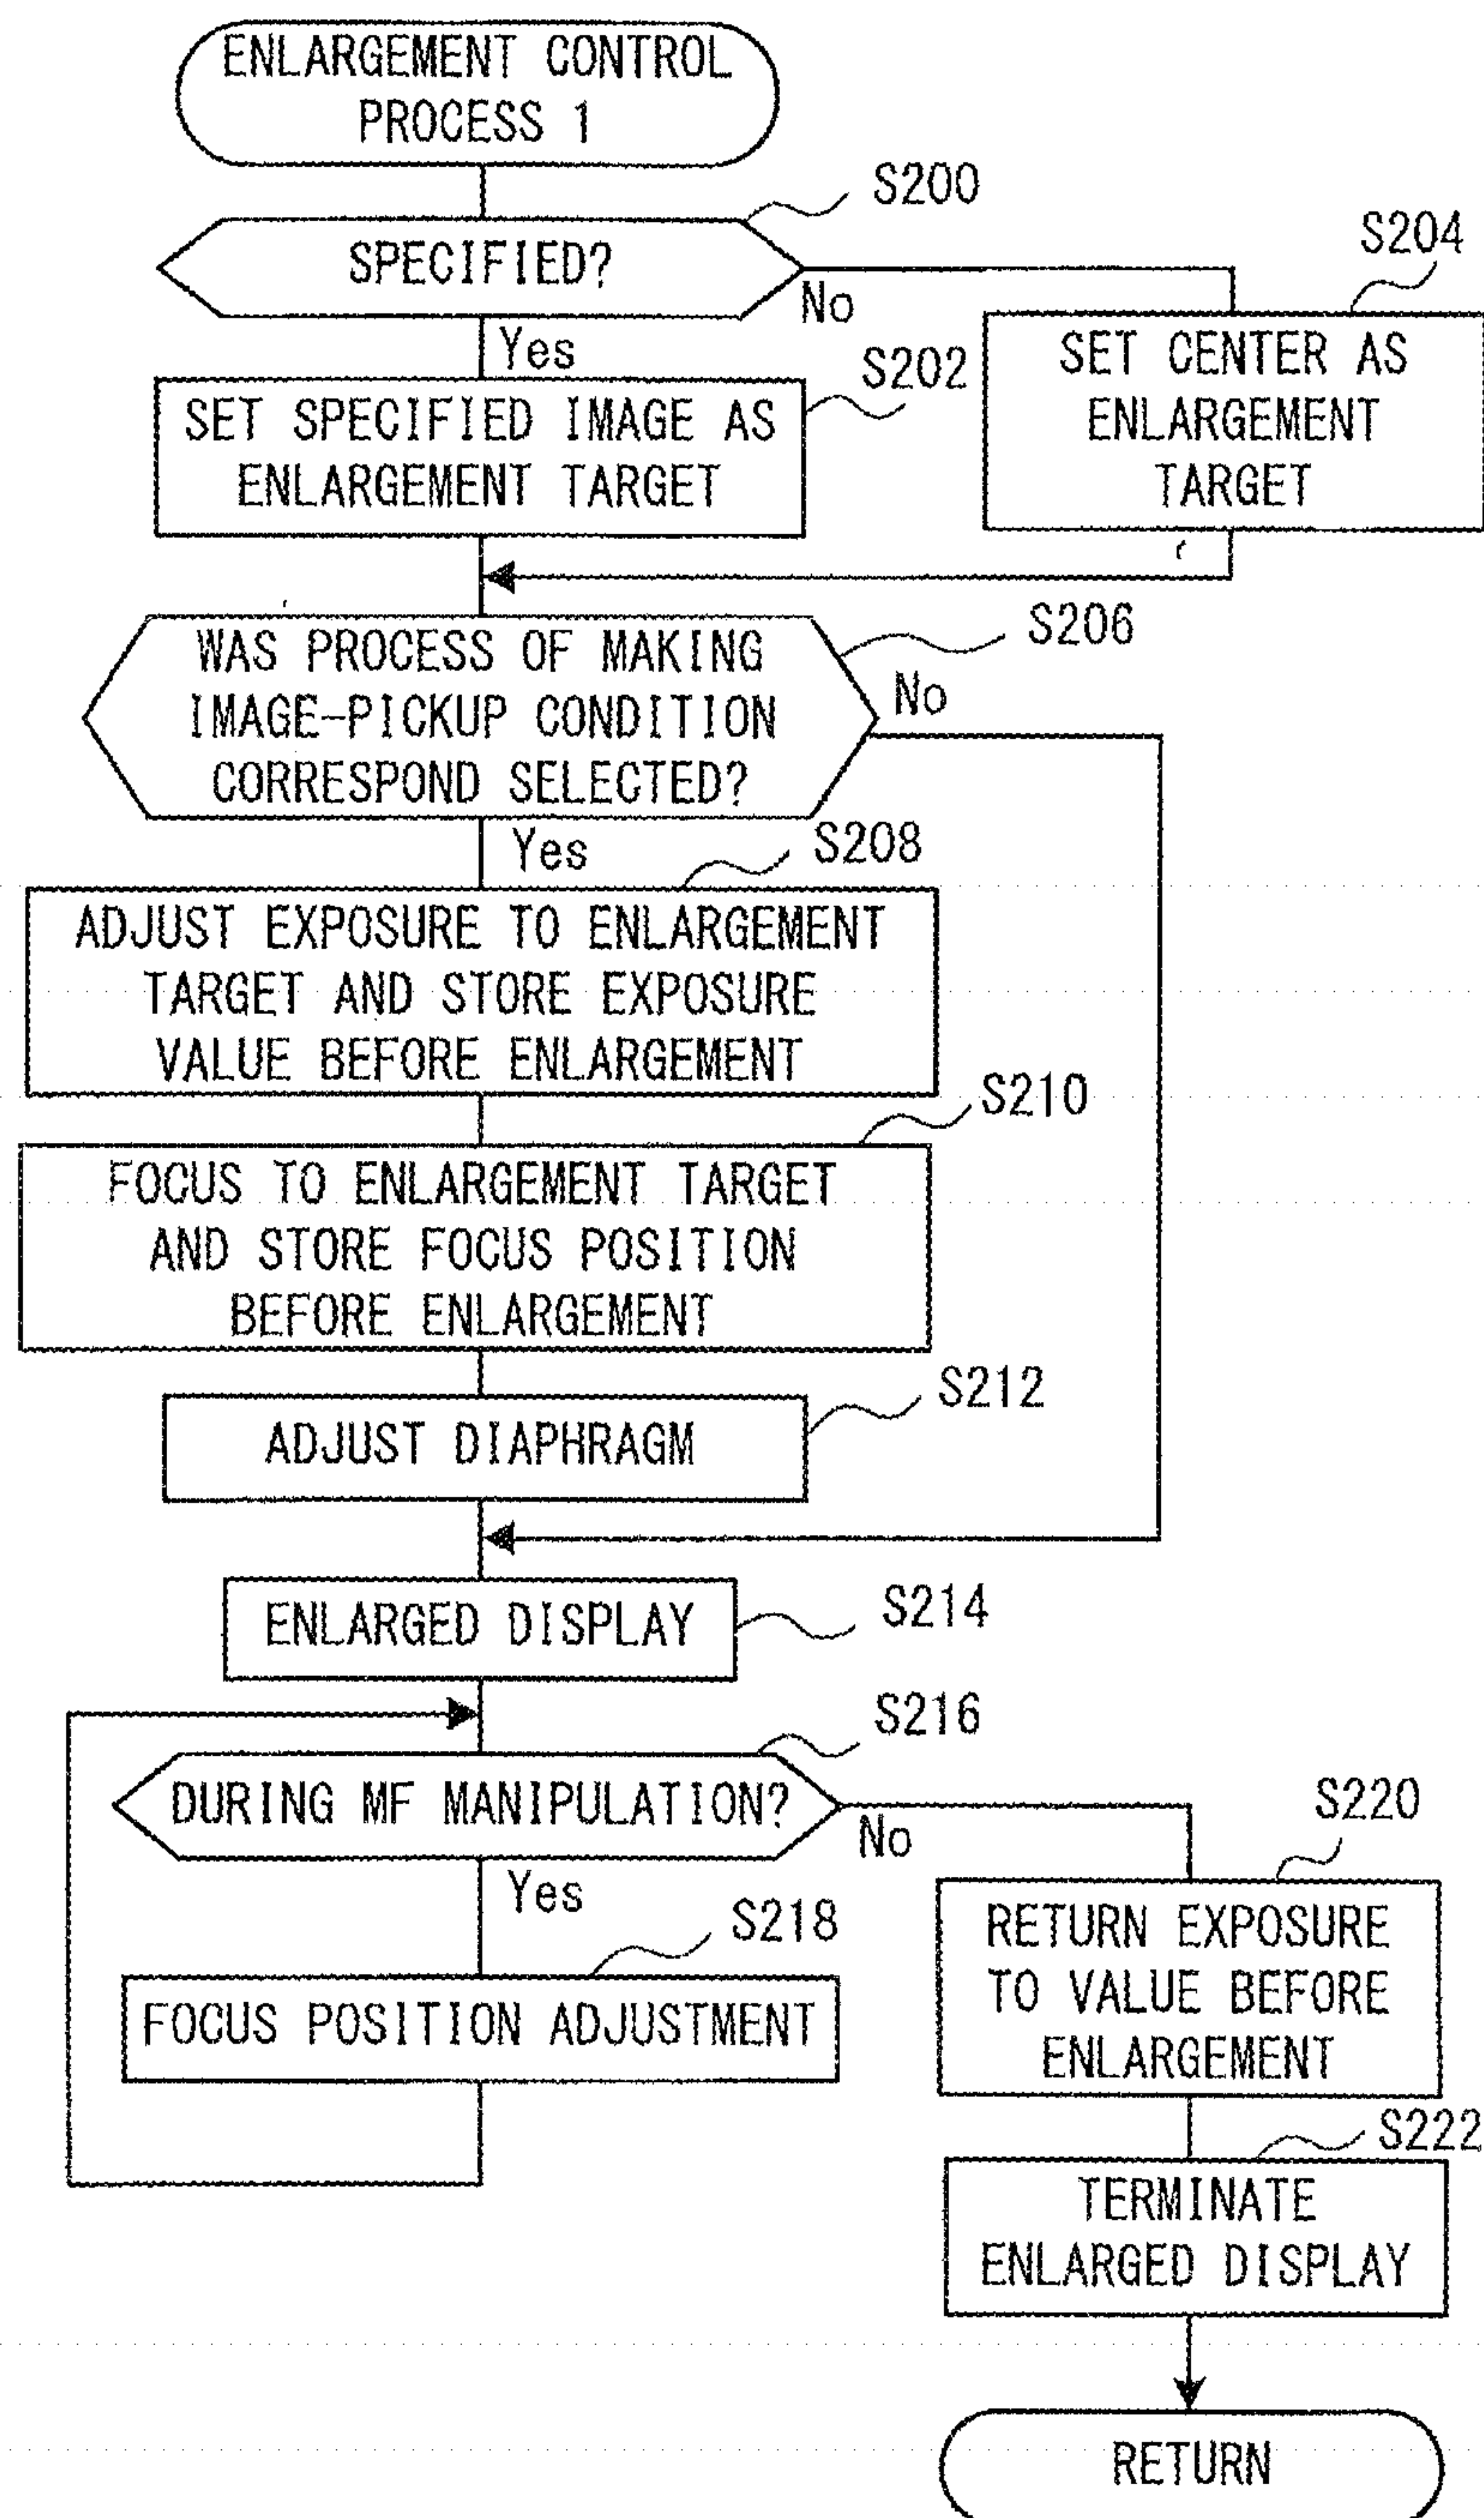 ENLARGEMENT CONTROL
PROCESS 1
S200
SPECIFIED?
No
Yes
S204
SET CENTER AS
ENLARGEMENT
TARGET
S202
SET SPECIFIED IMAGE AS
ENLARGEMENT TARGET
S206
WAS PROCESS OF MAKING
IMAGE-PICKUP CONDITION
CORRESPOND SELECTED?
No
Yes
S208
ADJUST EXPOSURE TO ENLARGEMENT
TARGET AND STORE EXPOSURE
VALUE BEFORE ENLARGEMENT
S210
FOCUS TO ENLARGEMENT TARGET
AND STORE FOCUS POSITION
BEFORE ENLARGEMENT
S212
ADJUST DIAPHRAGM
S214
ENLARGED DISPLAY
S216
DURING MF MANIPULATION?
No
Yes
S218
FOCUS POSITION ADJUSTMENT
S220
RETURN EXPOSURE
TO VALUE BEFORE
ENLARGEMENT
S222
TERMINATE
ENLARGED DISPLAY
RETURN